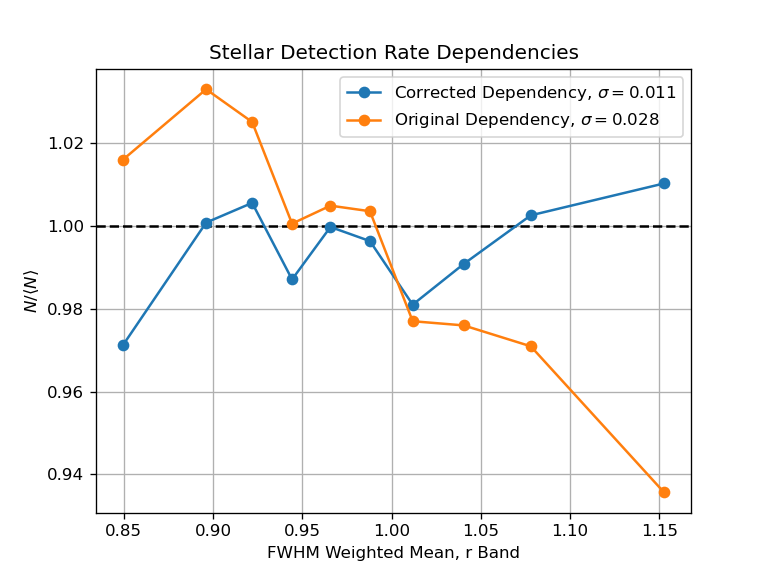 Stellar Detection Rate Dependencies
Corrected Dependency, σ = 0.011
Original Dependency, σ = 0.028
N/⟨N⟩
1.02
1.00
0.98
0.96
0.94
0.85 0.90 0.95 1.00 1.05 1.10 1.15
FWHM Weighted Mean, r Band